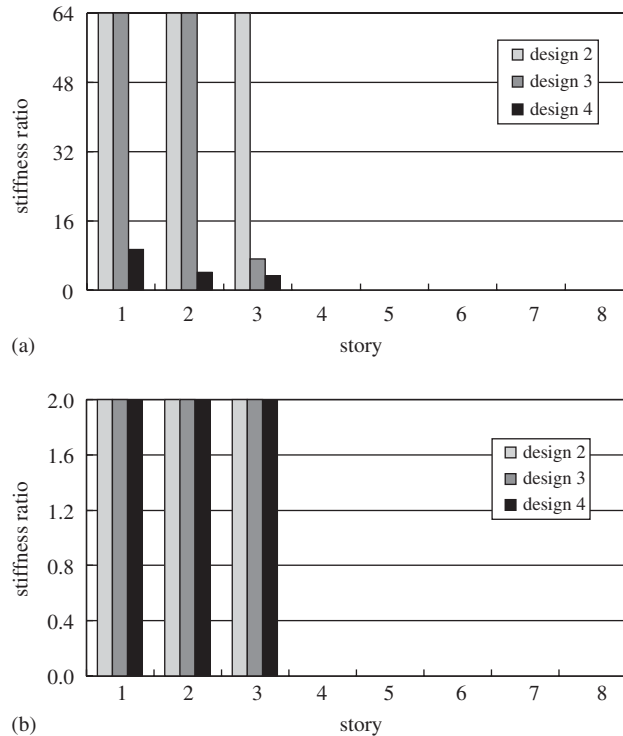 64
48
32
16
0
stiffness ratio
design 2
design 3
design 4
1 2 3 4 5 6 7 8
story
(a)
2.0
1.6
1.2
0.8
0.4
0.0
stiffness ratio
design 2
design 3
design 4
1 2 3 4 5 6 7 8
story
(b)